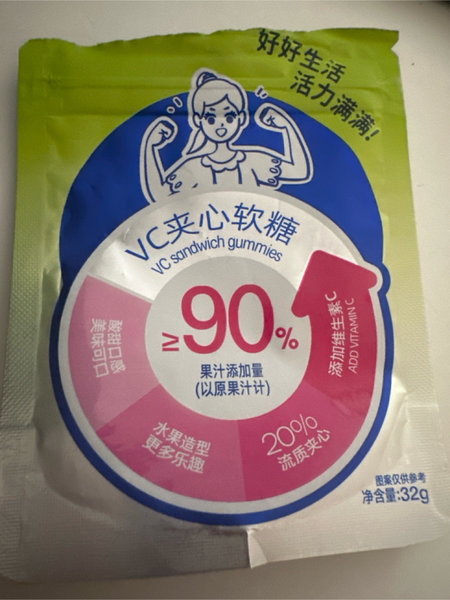 好好生活
活力满满!
VC夹心软糖
VC sandwich gummies
≥90%
果汁添加量
(以原果汁计)
酸甜口感
美味可口
水果造型
更多乐趣
20%
流质夹心
添加维生素C
ADD VITAMIN C
图案仅供参考
净含量:32g